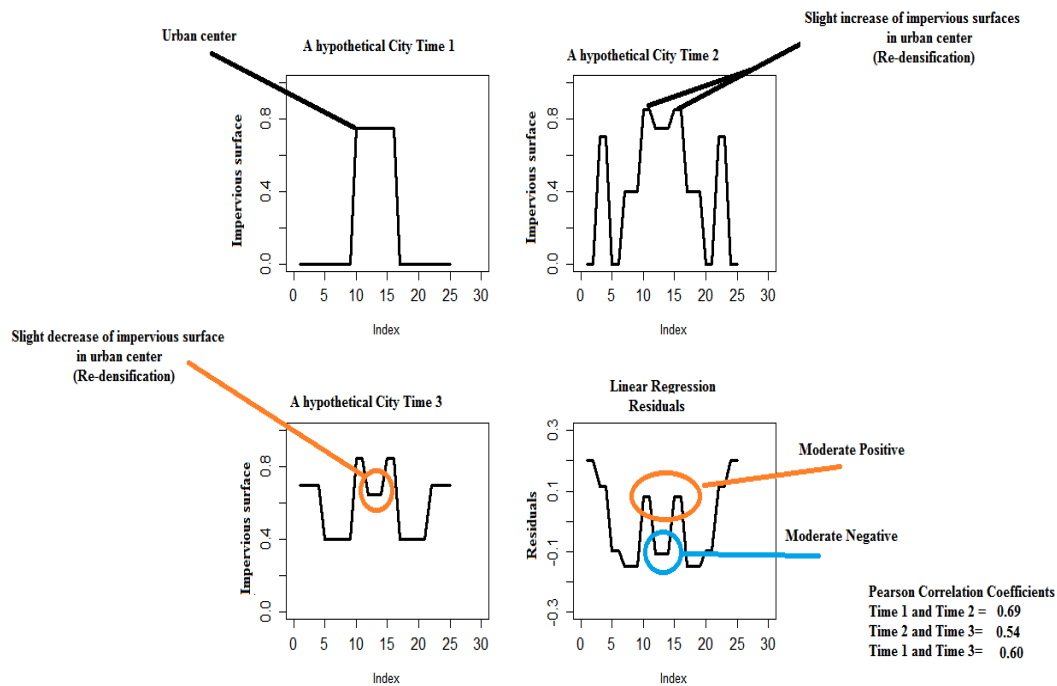 Urban center
A hypothetical City Time 1
Impervious surface
0.0 0.4 0.8
0 5 10 15 20 25 30
Index
Slight increase of impervious surfaces
in urban center
(Re-densification)
A hypothetical City Time 2
Impervious surface
0.0 0.4 0.8
0 5 10 15 20 25 30
Index
Slight decrease of impervious surface
in urban center
(Re-densification)
A hypothetical City Time 3
Impervious surface
0.0 0.4 0.8
0 5 10 15 20 25 30
Index
Linear Regression
Residuals
Residuals
-0.3 -0.1 0.1 0.3
0 5 10 15 20 25 30
Index
Moderate Positive
Moderate Negative
Pearson Correlation Coefficients
Time 1 and Time 2 = 0.69
Time 2 and Time 3= 0.54
Time 1 and Time 3= 0.60